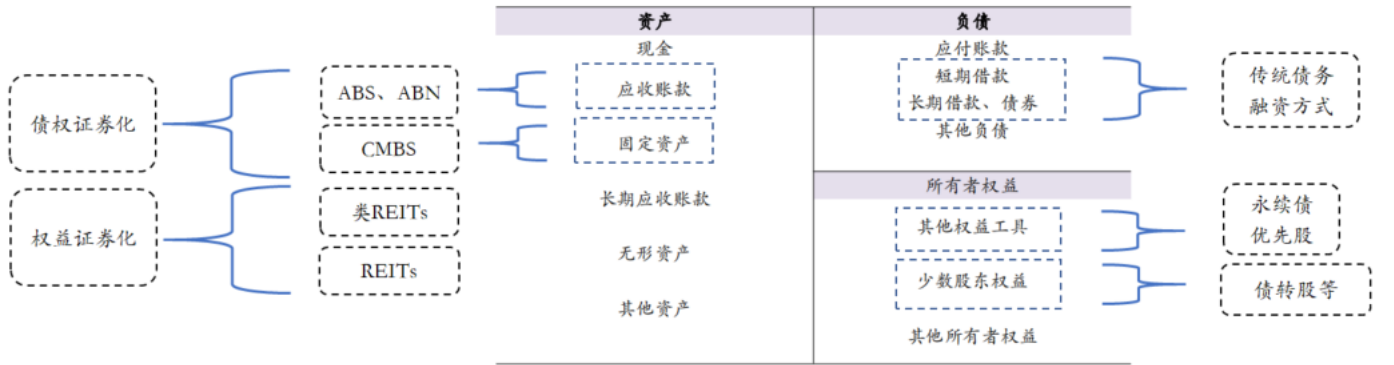 债权证券化
权益证券化
ABS、ABN
CMBS
类REITs
REITs
资产
现金
应收账款
固定资产
长期应收账款
无形资产
其他资产
负债
应付账款
短期借款
长期借款、债券
其他负债
所有者权益
其他权益工具
少数股东权益
其他所有者权益
传统债务
融资方式
永续债
优先股
债转股等